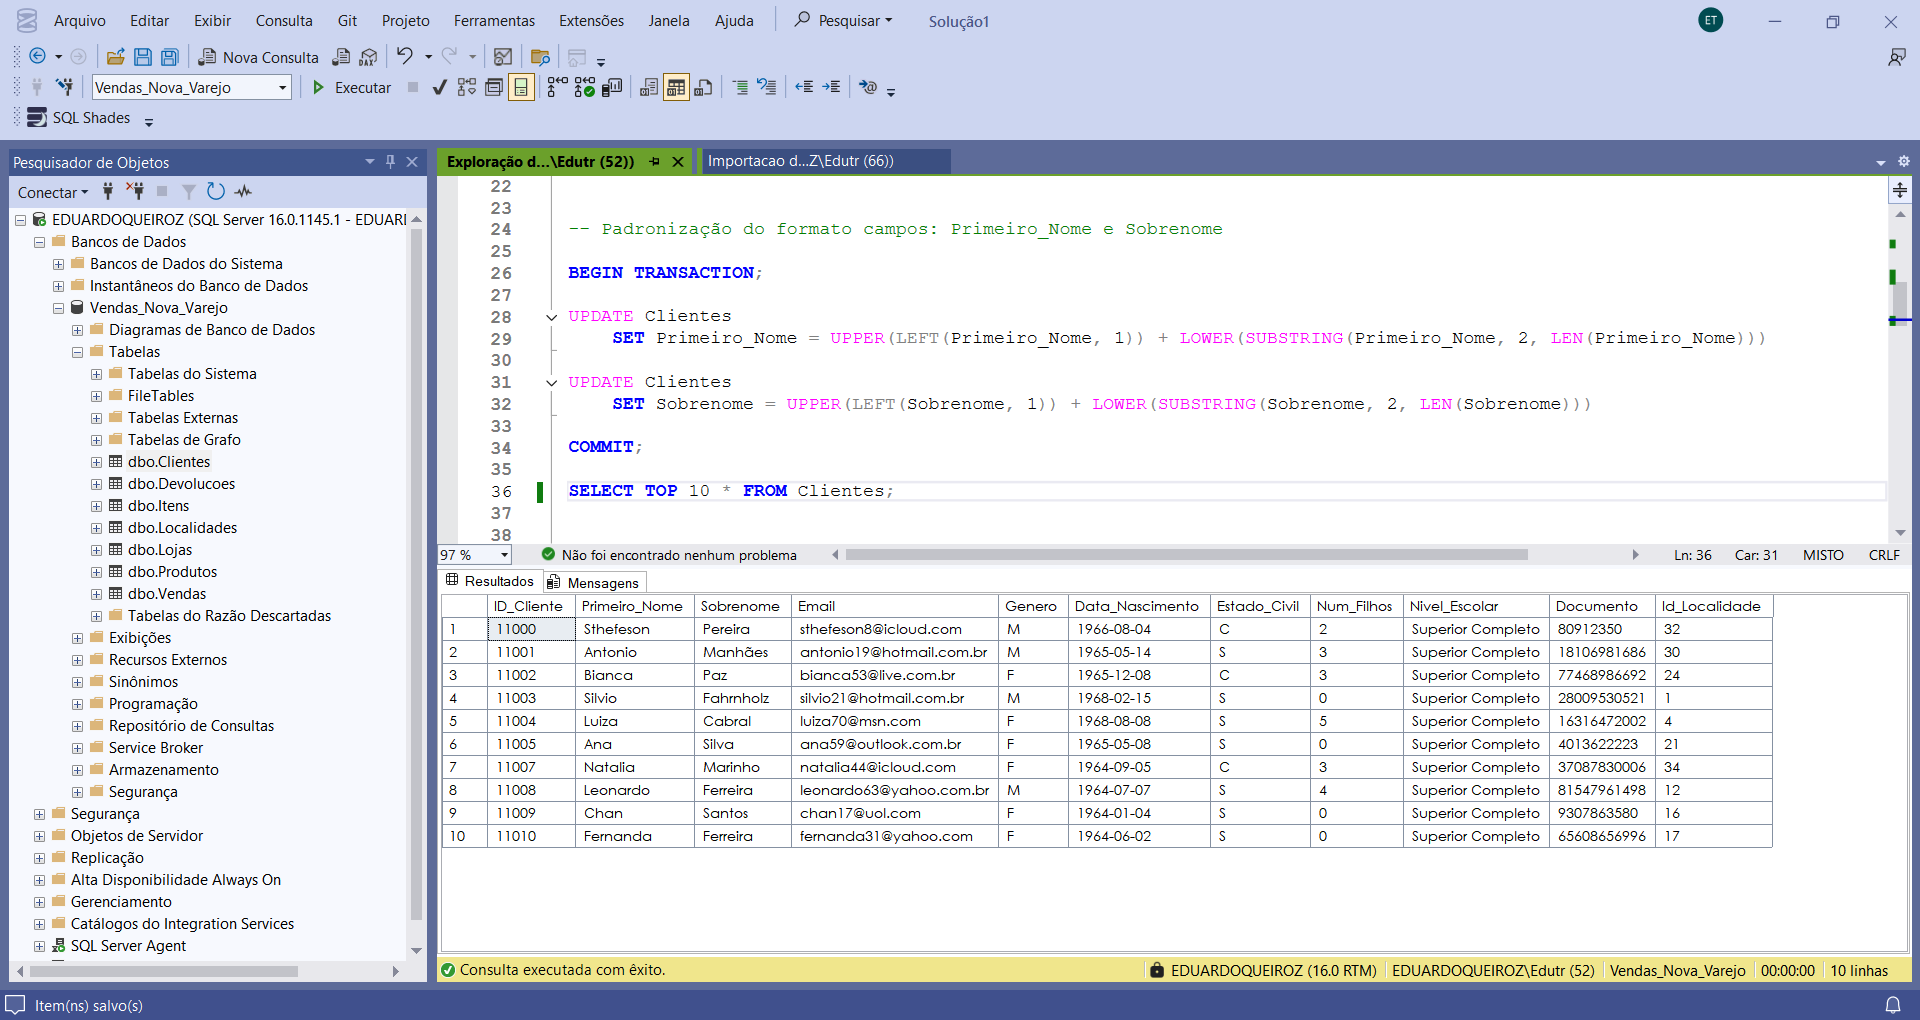 Arquivo Editar Exibir Consulta Git Projeto Ferramentas Extensões Janela Ajuda Pesquisar Solução1 ET
Nova Consulta DAX
Vendas_Nova_Varejo Executar
SQL Shades
Pesquisador de Objetos
Conectar
EDUARDOQUEIROZ (SQL Server 16.0.1145.1 - EDUARI
Bancos de Dados
Bancos de Dados do Sistema
Instantâneos do Banco de Dados
Vendas_Nova_Varejo
Diagramas de Banco de Dados
Tabelas
Tabelas do Sistema
FileTables
Tabelas Externas
Tabelas de Grafo
dbo.Clientes
dbo.Devolucoes
dbo.Itens
dbo.Localidades
dbo.Lojas
dbo.Produtos
dbo.Vendas
Tabelas do Razão Descartadas
Exibições
Recursos Externos
Sinônimos
Programação
Repositório de Consultas
Service Broker
Armazenamento
Segurança
Segurança
Objetos de Servidor
Replicação
Alta Disponibilidade Always On
Gerenciamento
Catálogos do Integration Services
SQL Server Agent
Exploração d...\Edutr (52)) Importacao d...Z\Edutr (66))
22
23
24 -- Padronização do formato campos: Primeiro_Nome e Sobrenome
25
26 BEGIN TRANSACTION;
27
28 UPDATE Clientes
29 SET Primeiro_Nome = UPPER(LEFT(Primeiro_Nome, 1)) + LOWER(SUBSTRING(Primeiro_Nome, 2, LEN(Primeiro_Nome)))
30
31 UPDATE Clientes
32 SET Sobrenome = UPPER(LEFT(Sobrenome, 1)) + LOWER(SUBSTRING(Sobrenome, 2, LEN(Sobrenome)))
33
34 COMMIT;
35
36 SELECT TOP 10 * FROM Clientes;
37
38
97 % Não foi encontrado nenhum problema Ln: 36 Car: 31 MISTO CRLF
Resultados Mensagens
ID_Cliente Primeiro_Nome Sobrenome Email Genero Data_Nascimento Estado_Civil Num_Filhos Nivel_Escolar Documento Id_Localidade
1 11000 Sthefeson Pereira sthefeson8@icloud.com M 1966-08-04 C 2 Superior Completo 80912350 32
2 11001 Antonio Manhães antonio19@hotmail.com.br M 1965-05-14 S 3 Superior Completo 18106981686 30
3 11002 Bianca Paz bianca53@live.com.br F 1965-12-08 C 3 Superior Completo 77468986692 24
4 11003 Silvio Fahrnholz silvio21@hotmail.com.br M 1968-02-15 S 0 Superior Completo 28009530521 1
5 11004 Luiza Cabral luiza70@msn.com F 1968-08-08 S 5 Superior Completo 16316472002 4
6 11005 Ana Silva ana59@outlook.com.br F 1965-05-08 S 0 Superior Completo 4013622223 21
7 11007 Natalia Marinho natalia44@icloud.com F 1964-09-05 C 3 Superior Completo 37087830006 34
8 11008 Leonardo Ferreira leonardo63@yahoo.com.br M 1964-07-07 S 4 Superior Completo 81547961498 12
9 11009 Chan Santos chan17@uol.com F 1964-01-04 S 0 Superior Completo 9307863580 16
10 11010 Fernanda Ferreira fernanda31@yahoo.com F 1964-06-02 S 0 Superior Completo 65608656996 17
Consulta executada com êxito. EDUARDOQUEIROZ (16.0 RTM) EDUARDOQUEIROZ\Edutr (52) Vendas_Nova_Varejo 00:00:00 10 linhas
Item(ns) salvo(s)